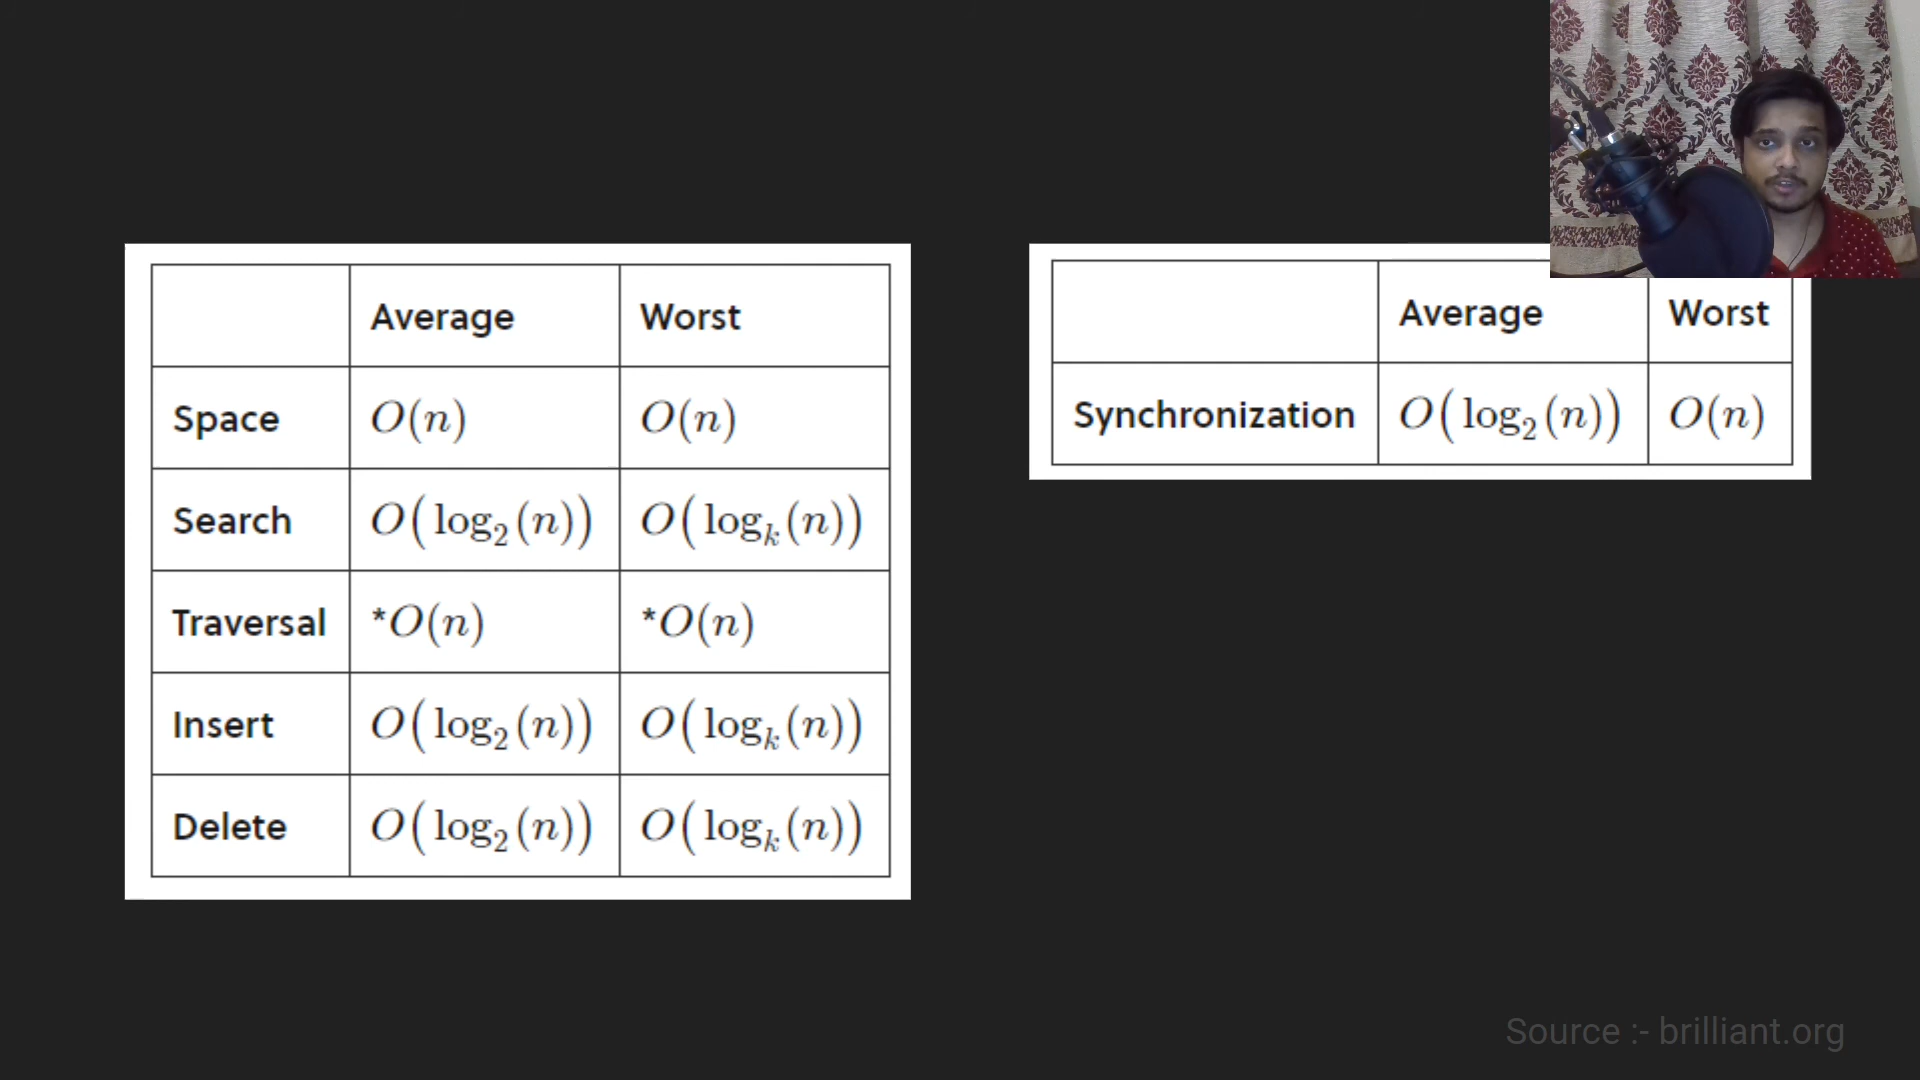 Average Worst
Space O(n) O(n)
Search O(log₂(n)) O(logₖ(n))
Traversal *O(n) *O(n)
Insert O(log₂(n)) O(logₖ(n))
Delete O(log₂(n)) O(logₖ(n))
Average Worst
Synchronization O(log₂(n)) O(n)
Source :- brilliant.org